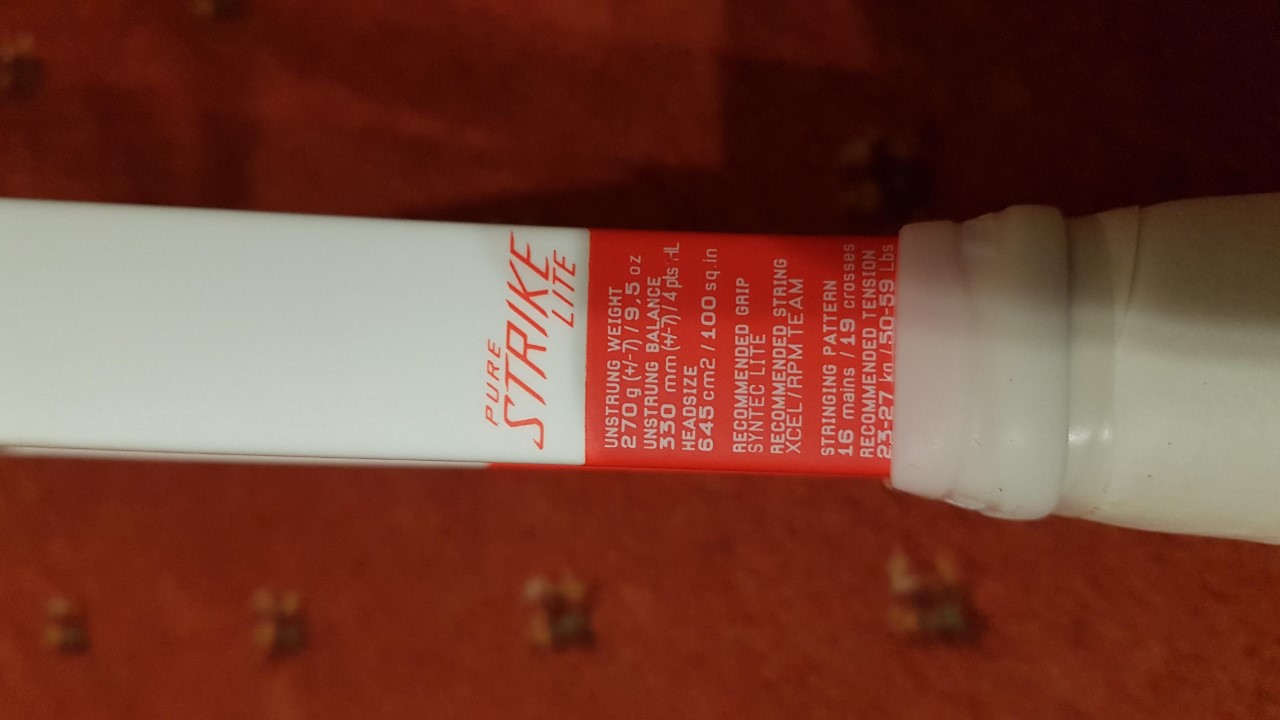 PURE
STRIKE
LITE
UNSTRUNG WEIGHT
270 g (+/-7) / 9,5 oz
UNSTRUNG BALANCE
330 mm (+/-7) / 4 pts HL
HEADSIZE
645 cm2 / 100 sq.in
RECOMMENDED GRIP
SYNTEC LITE
RECOMMENDED STRING
XCEL/RPM TEAM
STRINGING PATTERN
16 mains / 19 crosses
RECOMMENDED TENSION
23-27 kg / 50-59 Lbs